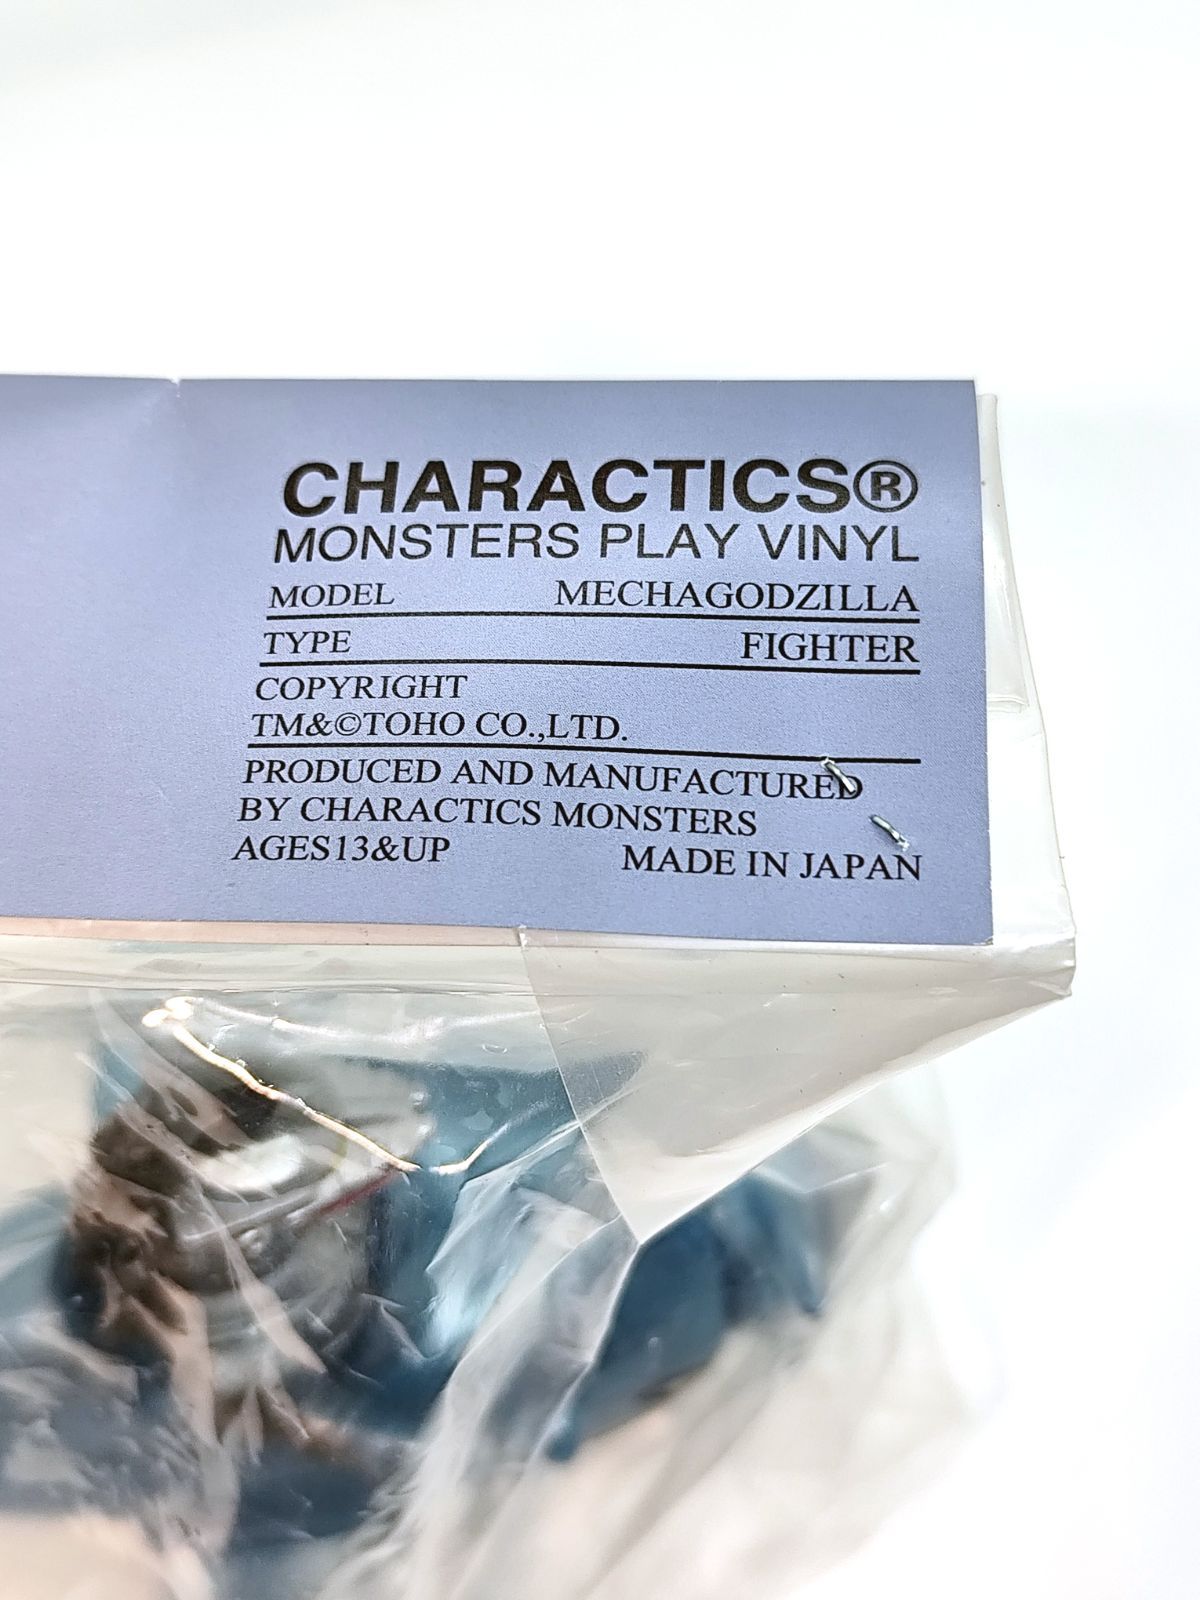 CHARACTICS®
MONSTERS PLAY VINYL
MODEL MECHAGODZILLA
TYPE FIGHTER
COPYRIGHT
TM&©TOHO CO.,LTD.
PRODUCED AND MANUFACTURED
BY CHARACTICS MONSTERS
AGES13&UP MADE IN JAPAN